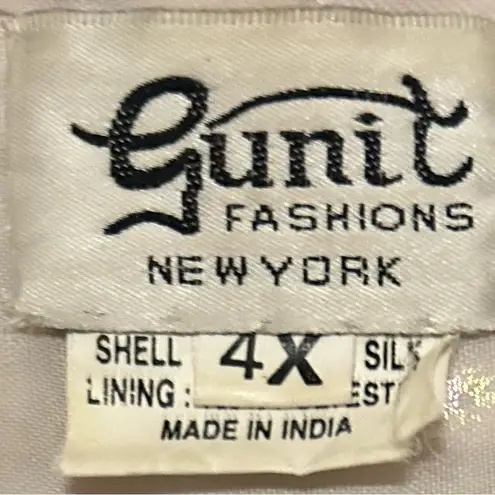 Gunit
FASHIONS
NEW YORK
SHELL 4X
LINING :
MADE IN INDIA